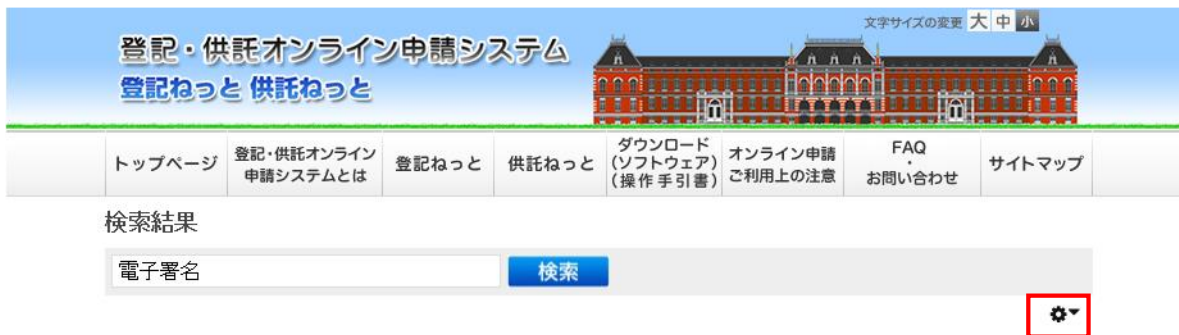 文字サイズの変更 大 中 小
登記・供託オンライン申請システム
登記ねっと 供託ねっと
トップページ
登記・供託オンライン
申請システムとは
登記ねっと
供託ねっと
ダウンロード
(ソフトウェア)
(操作手引書)
オンライン申請
ご利用上の注意
FAQ
・
お問い合わせ
サイトマップ
検索結果
電子署名 検索